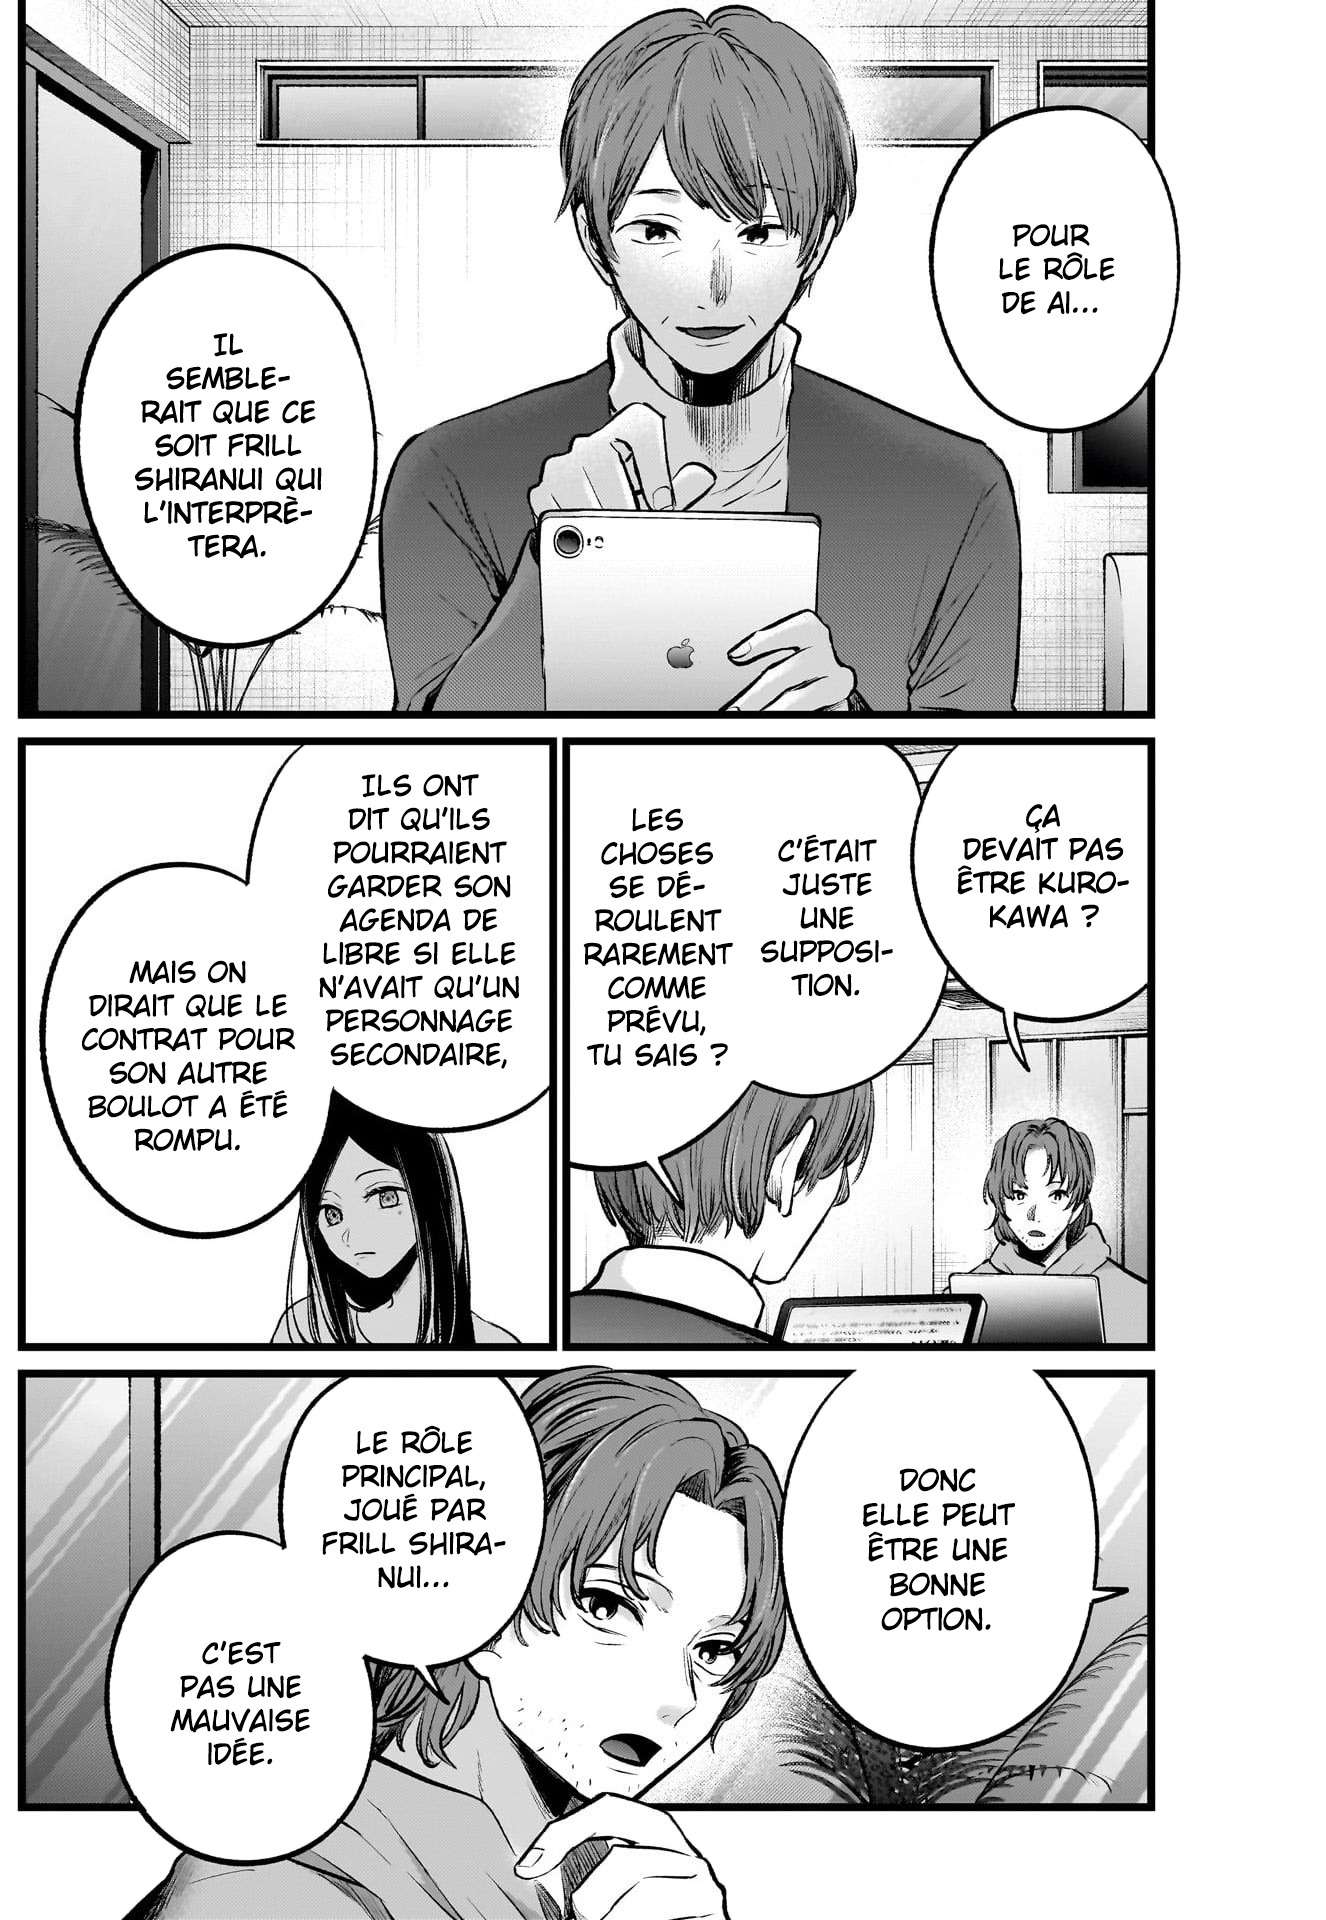 POUR
LE RÔLE
DE AI...
IL
SEMBLE-
RAIT QUE CE
SOIT FRILL
SHIRANUI QUI
L'INTERPRÈ-
TERA.
ÇA
DEVAIT PAS
ÊTRE KURO-
KAWA ?
C'ÉTAIT
JUSTE
UNE
SUPPOSI-
TION.
LES
CHOSES
SE DÉ-
ROULENT
RAREMENT
COMME
PRÉVU,
TU SAIS ?
ILS ONT
DIT QU'ILS
POURRAIENT
GARDER SON
AGENDA DE
LIBRE SI ELLE
N'AVAIT QU'UN
PERSONNAGE
SECONDAIRE,
MAIS ON
DIRAIT QUE LE
CONTRAT POUR
SON AUTRE
BOULOT A ÉTÉ
ROMPU.
DONC
ELLE PEUT
ÊTRE UNE
BONNE
OPTION.
LE RÔLE
PRINCIPAL,
JOUÉ PAR
FRILL SHIRA-
NUI...
C'EST
PAS UNE
MAUVAISE
IDÉE.